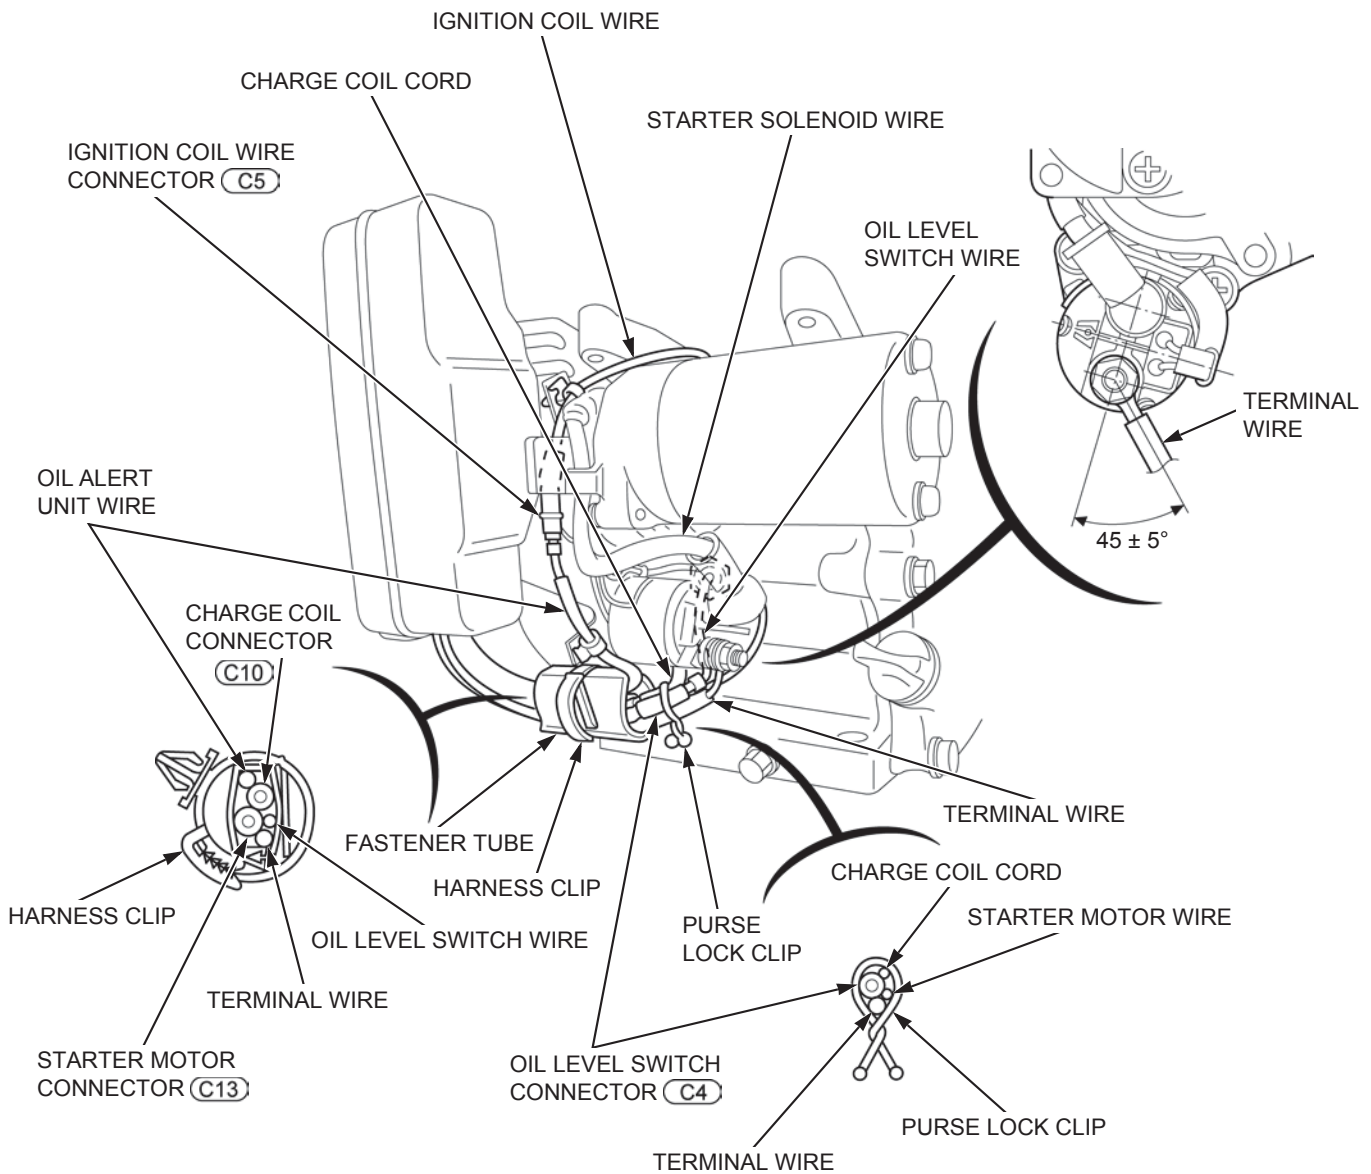 IGNITION COIL WIRE
CHARGE COIL CORD
STARTER SOLENOID WIRE
IGNITION COIL WIRE
CONNECTOR C5
OIL LEVEL
SWITCH WIRE
TERMINAL
WIRE
OIL ALERT
UNIT WIRE
45 ± 5°
CHARGE COIL
CONNECTOR
C10
TERMINAL WIRE
FASTENER TUBE
CHARGE COIL CORD
HARNESS CLIP
HARNESS CLIP
PURSE
LOCK CLIP
STARTER MOTOR WIRE
OIL LEVEL SWITCH WIRE
TERMINAL WIRE
STARTER MOTOR
CONNECTOR C13
OIL LEVEL SWITCH
CONNECTOR C4
PURSE LOCK CLIP
TERMINAL WIRE